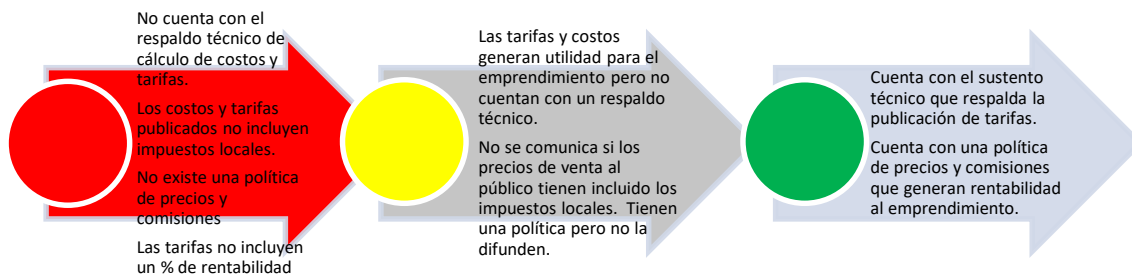 No cuenta con el
respaldo técnico de
cálculo de costos y
tarifas.
Los costos y tarifas
publicados no incluyen
impuestos locales.
No existe una política
de precios y
comisiones
Las tarifas no incluyen
un % de rentabilidad
Las tarifas y costos
generan utilidad para el
emprendimiento pero no
cuentan con un respaldo
técnico.
No se comunica si los
precios de venta al
público tienen incluido los
impuestos locales.  Tienen
una política pero no la
difunden.
Cuenta con el sustento
técnico que respalda la
publicación de tarifas.
Cuenta con una política
de precios y comisiones
que generan rentabilidad
al emprendimiento.